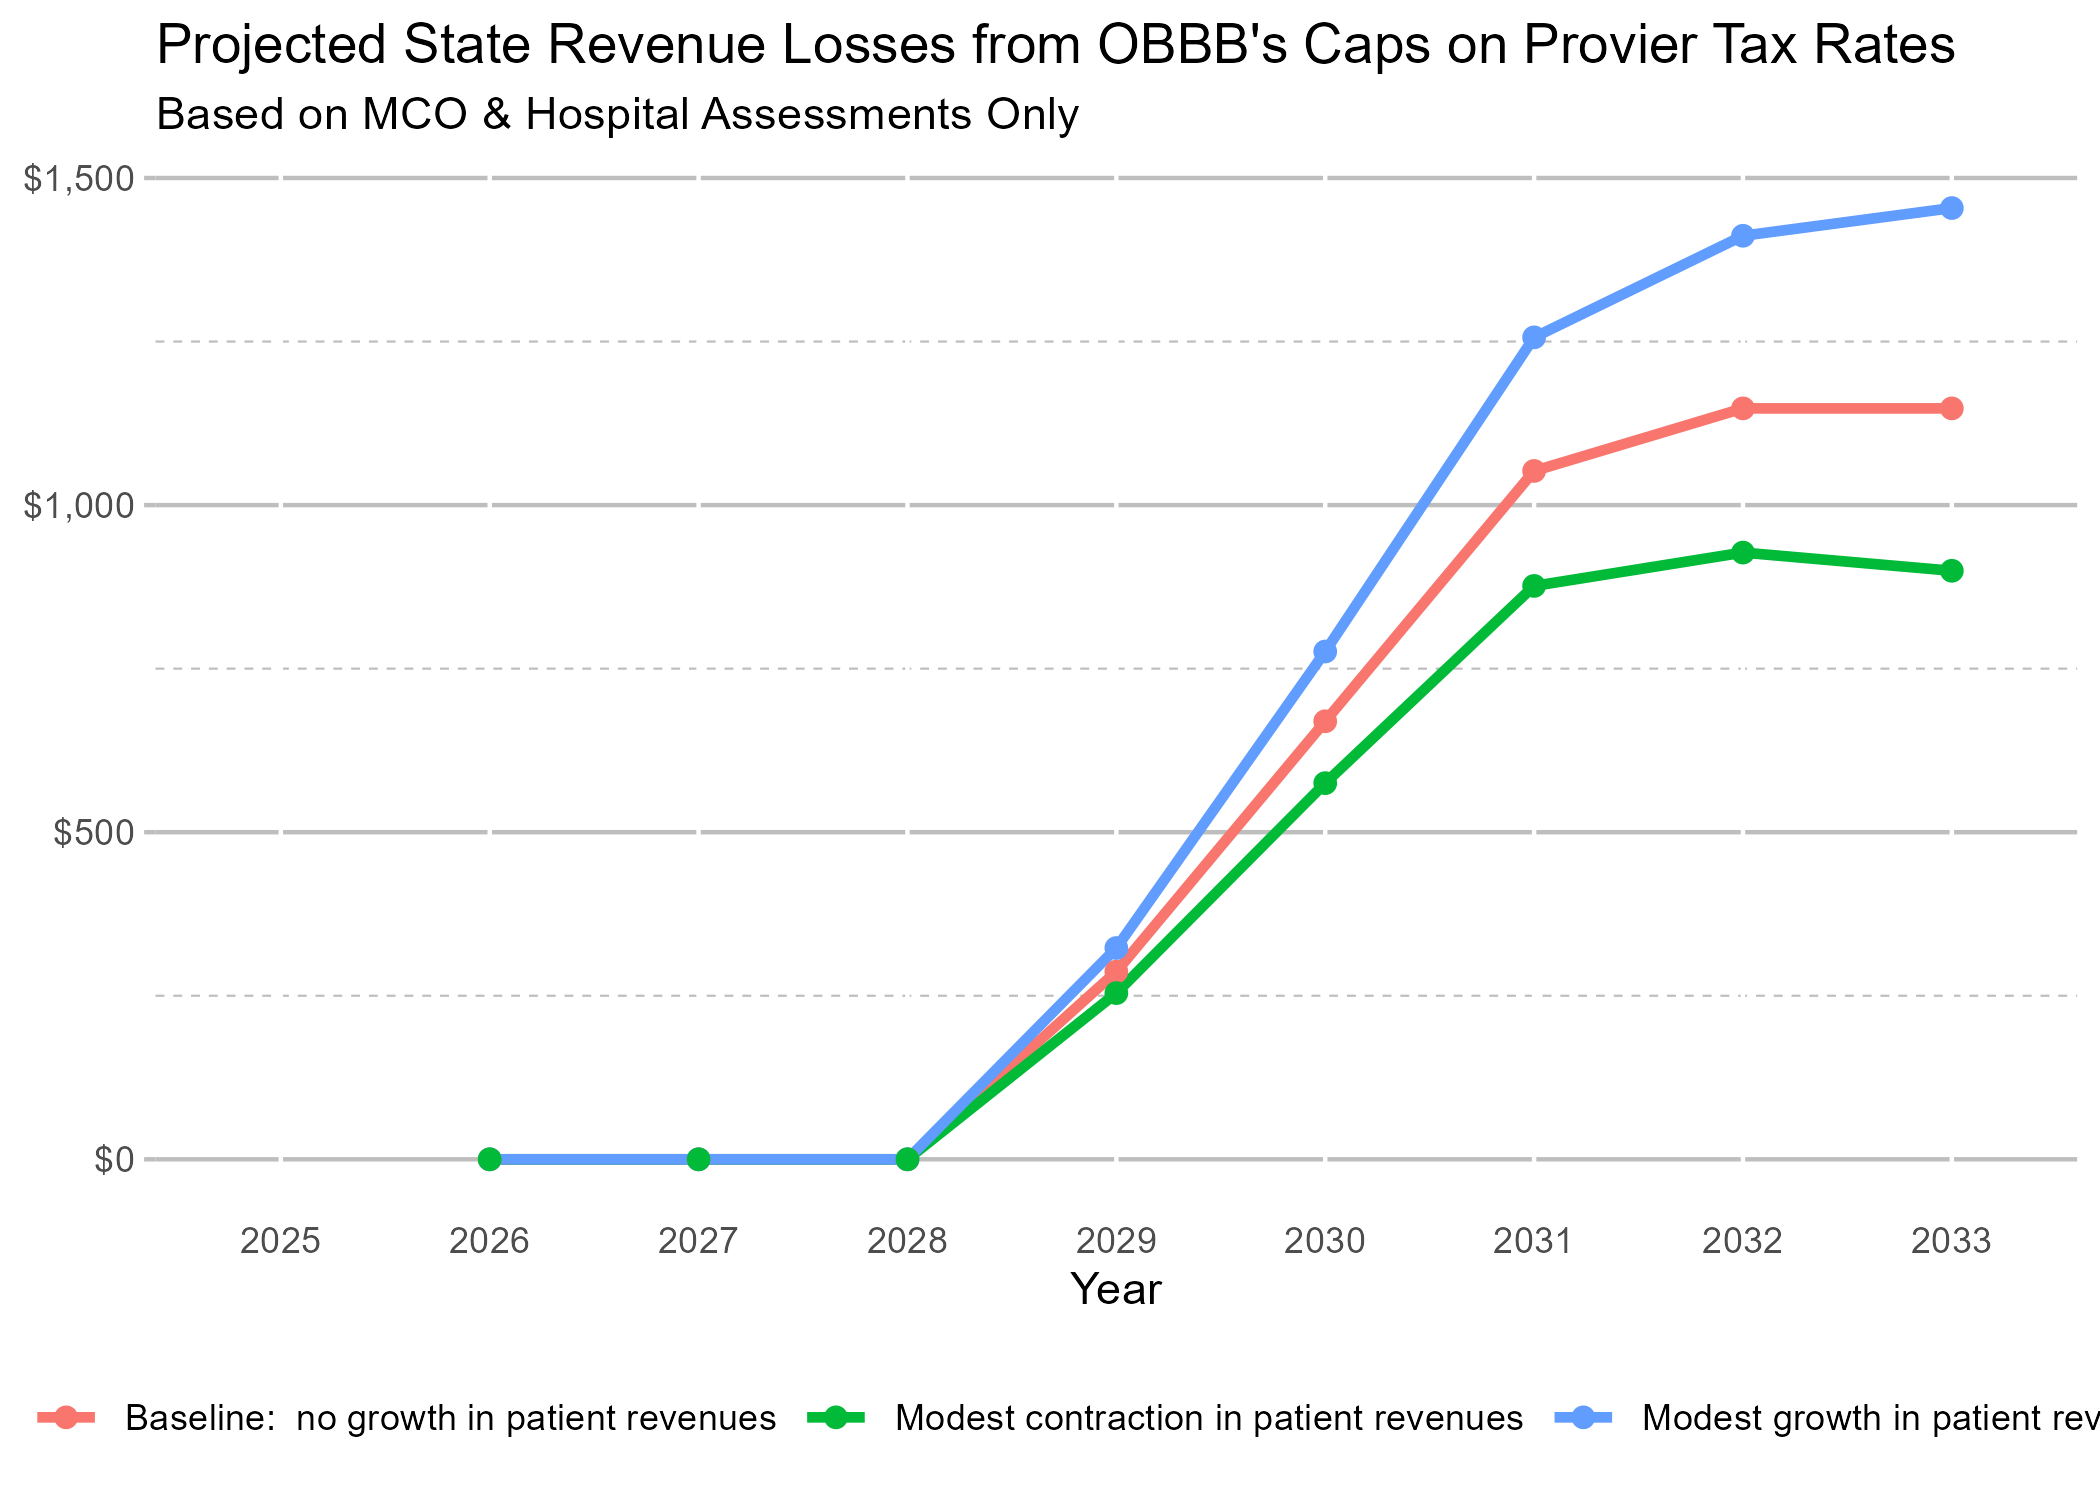 Projected State Revenue Losses from OBBB's Caps on Provier Tax Rates
Based on MCO & Hospital Assessments Only
$1,500
$1,000
$500
$0
2025 2026 2027 2028 2029 2030 2031 2032 2033
Year
Baseline:  no growth in patient revenues Modest contraction in patient revenues Modest growth in patient rev